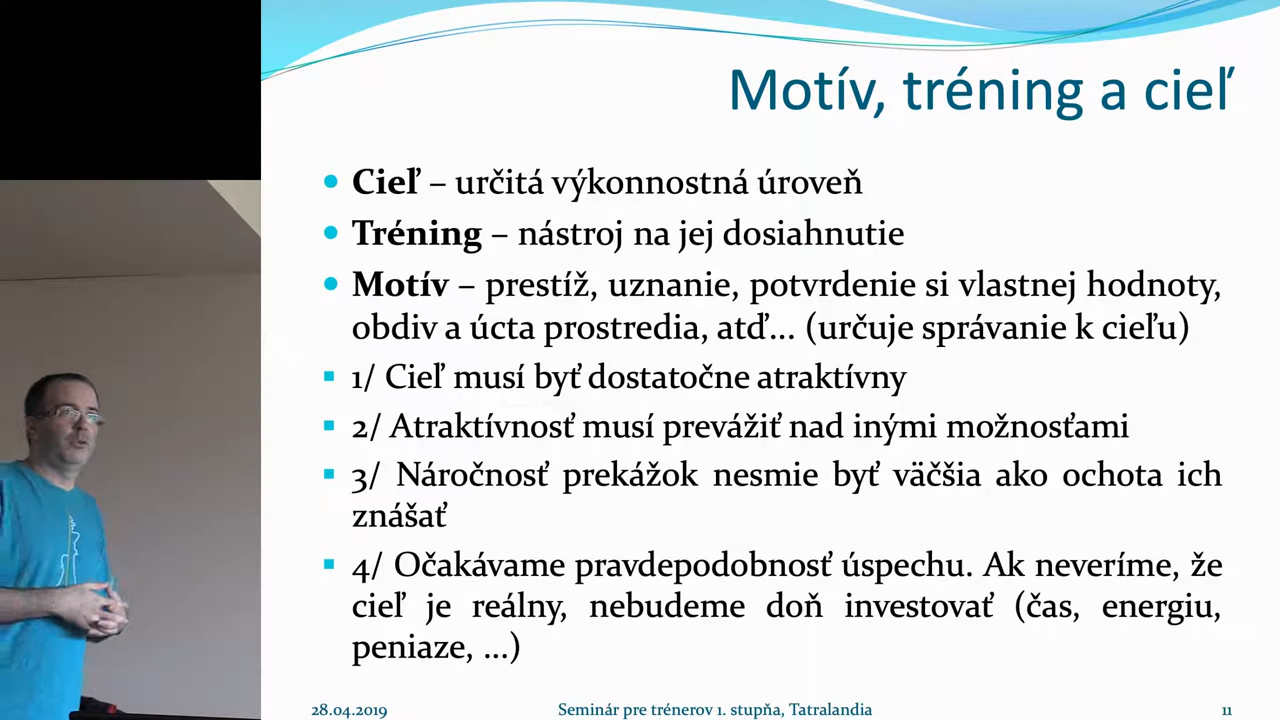 Motív, tréning a cieľ
Cieľ – určitá výkonnostná úroveň
Tréning – nástroj na jej dosiahnutie
Motív – prestíž, uznanie, potvrdenie si vlastnej hodnoty,
obdiv a úcta prostredia, atď... (určuje správanie k cieľu)
1/ Cieľ musí byť dostatočne atraktívny
2/ Atraktívnosť musí prevážiť nad inými možnosťami
3/ Náročnosť prekážok nesmie byť väčšia ako ochota ich
znášať
4/ Očakávame pravdepodobnosť úspechu. Ak neveríme, že
cieľ je reálny, nebudeme doň investovať (čas, energiu,
peniaze, ...)
28.04.2019 Seminár pre trénerov 1. stupňa, Tatralandia 11